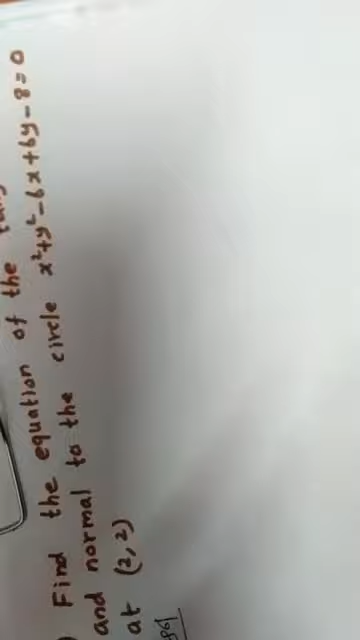 Find the equation of the
and normal to the circle x²+y²-6x+6y-8=0
at (2,2)